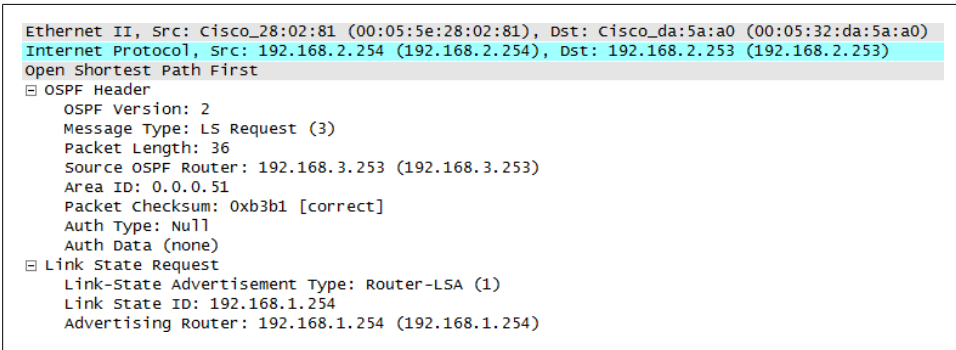 Ethernet II, Src: Cisco_28:02:81 (00:05:5e:28:02:81), Dst: Cisco_da:5a:a0 (00:05:32:da:5a:a0)
Internet Protocol, Src: 192.168.2.254 (192.168.2.254), Dst: 192.168.2.253 (192.168.2.253)
Open Shortest Path First
OSPF Header
OSPF Version: 2
Message Type: LS Request (3)
Packet Length: 36
Source OSPF Router: 192.168.3.253 (192.168.3.253)
Area ID: 0.0.0.51
Packet Checksum: 0xb3b1 [correct]
Auth Type: Null
Auth Data (none)
Link State Request
Link-State Advertisement Type: Router-LSA (1)
Link State ID: 192.168.1.254
Advertising Router: 192.168.1.254 (192.168.1.254)